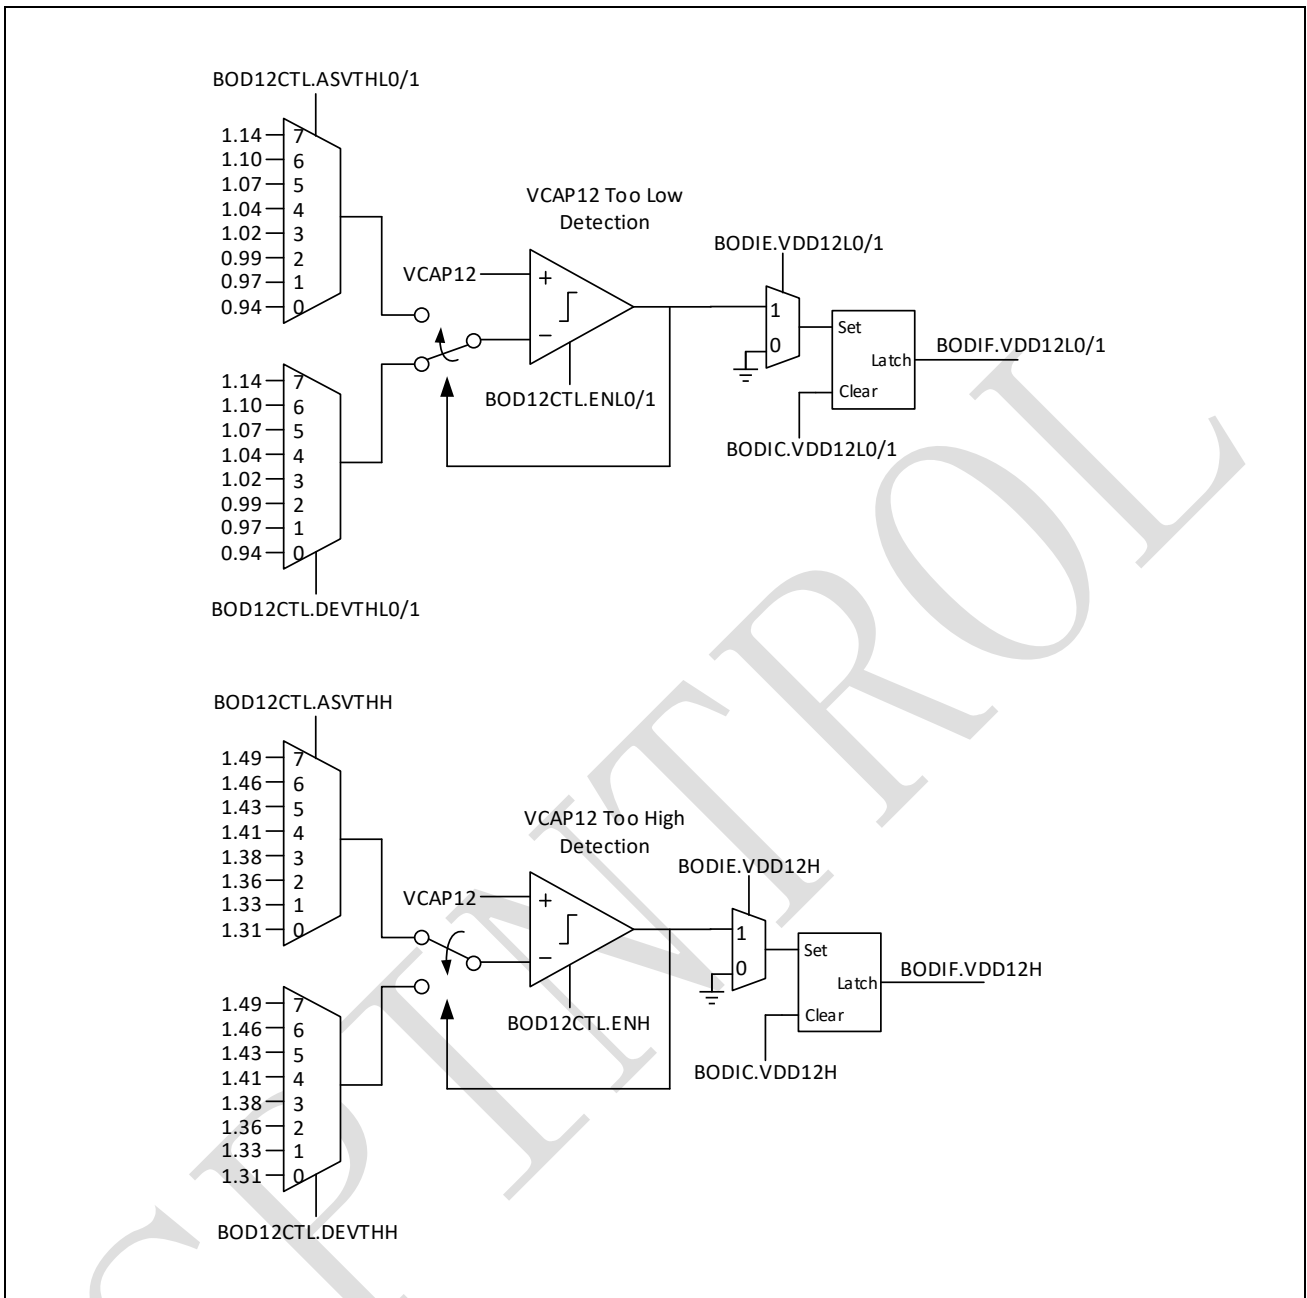 BOD12CTL.ASVTHL0/1
1.14 7
1.10 6
1.07 5
1.04 4
1.02 3
0.99 2
0.97 1
0.94 0
VCAP12 Too Low
Detection
VCAP12
+
−
BOD12CTL.ENL0/1
BODIE.VDD12L0/1
1
0
Set
Latch
Clear
BODIF.VDD12L0/1
BODIC.VDD12L0/1
1.14 7
1.10 6
1.07 5
1.04 4
1.02 3
0.99 2
0.97 1
0.94 0
BOD12CTL.DEVTHL0/1
BOD12CTL.ASVTHH
1.49 7
1.46 6
1.43 5
1.41 4
1.38 3
1.36 2
1.33 1
1.31 0
VCAP12 Too High
Detection
VCAP12
+
−
BOD12CTL.ENH
BODIE.VDD12H
1
0
Set
Latch
Clear
BODIF.VDD12H
BODIC.VDD12H
1.49 7
1.46 6
1.43 5
1.41 4
1.38 3
1.36 2
1.33 1
1.31 0
BOD12CTL.DEVTHH
SPINTROL